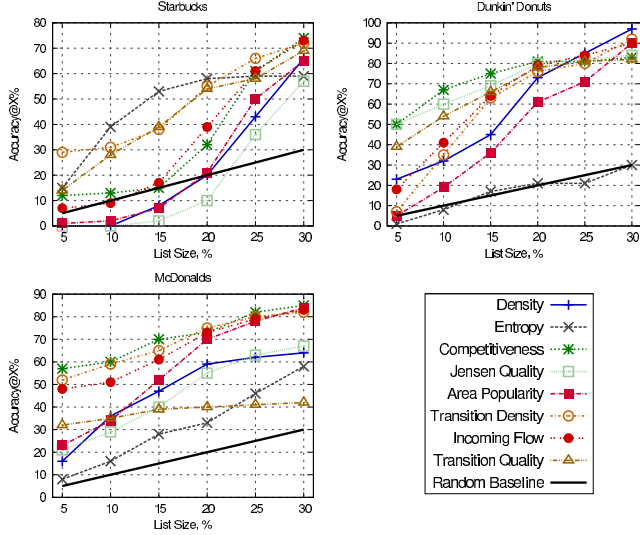 Starbucks
Accuracy@X%
80
70
60
50
40
30
20
10
0
5 10 15 20 25 30
List Size, %
Dunkin' Donuts
Accuracy@X%
100
90
80
70
60
50
40
30
20
10
0
5 10 15 20 25 30
List Size, %
McDonalds
Accuracy@X%
90
80
70
60
50
40
30
20
10
0
5 10 15 20 25 30
List Size, %
Density
Entropy
Competitiveness
Jensen Quality
Area Popularity
Transition Density
Incoming Flow
Transition Quality
Random Baseline